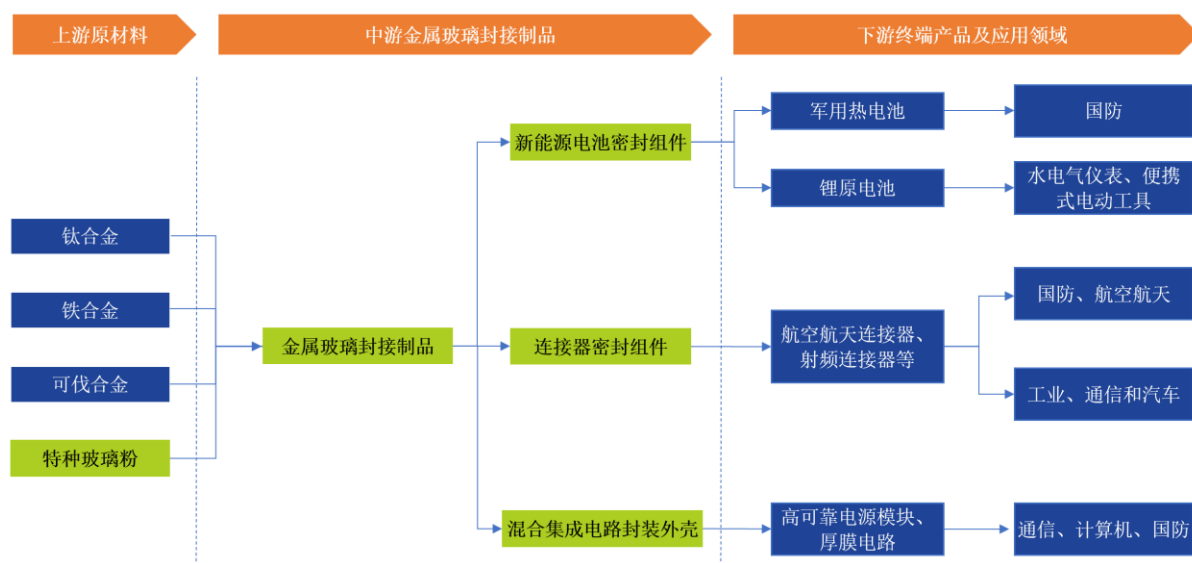 上游原材料
中游金属玻璃封接制品
下游终端产品及应用领域
钛合金
铁合金
可伐合金
特种玻璃粉
金属玻璃封接制品
新能源电池密封组件
连接器密封组件
混合集成电路封装外壳
军用热电池
国防
锂原电池
水电气仪表、便携
式电动工具
航空航天连接器、
射频连接器等
国防、航空航天
工业、通信和汽车
高可靠电源模块、
厚膜电路
通信、计算机、国防